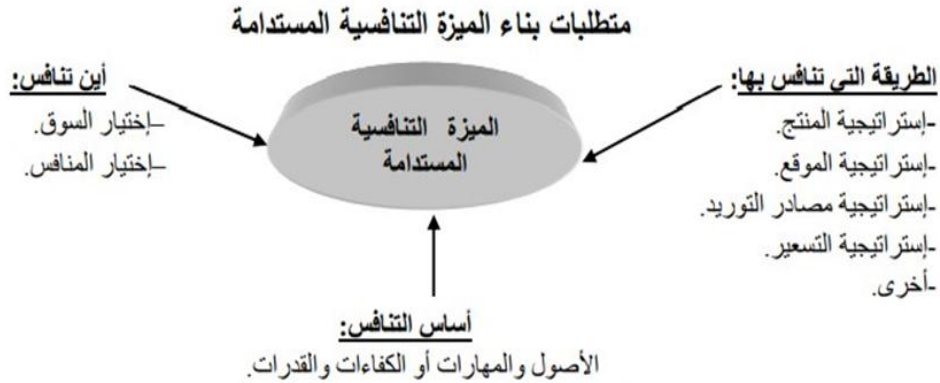 متطلبات بناء الميزة التنافسية المستدامة
الطريقة التي تنافس بها:
-إستراتيجية المنتج.
-إستراتيجية الموقع.
-إستراتيجية مصادر التوريد.
-إستراتيجية التسعير.
-أخرى.
الميزة التنافسية
المستدامة
أين تنافس:
–إختيار السوق.
–إختيار المنافس.
أساس التنافس:
الأصول والمهارات أو الكفاءات والقدرات.